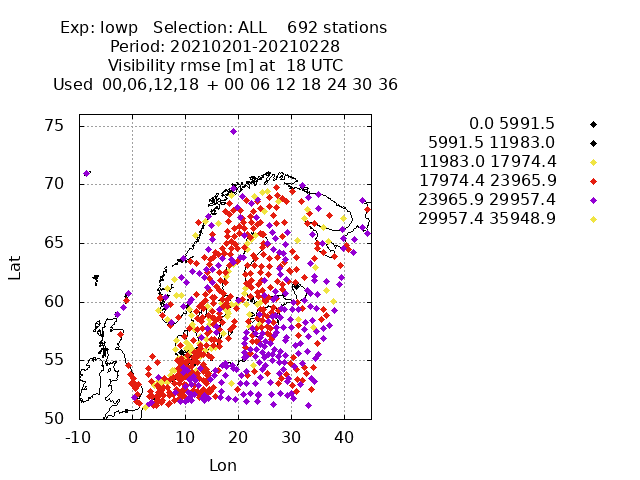 Exp: Iowp Selection: ALL 692 stations
Period: 20210201-20210228
Visibility rmse [m] at 18 UTC
Used 00,06,12,18 + 00 06 12 18 24 30 36
0.0 5991.5
5991.5 11983.0
11983.0 17974.4
17974.4 23965.9
23965.9 29957.4
29957.4 35948.9
75
70
65
60
55
50
Lat
-10 0 10 20 30 40
Lon